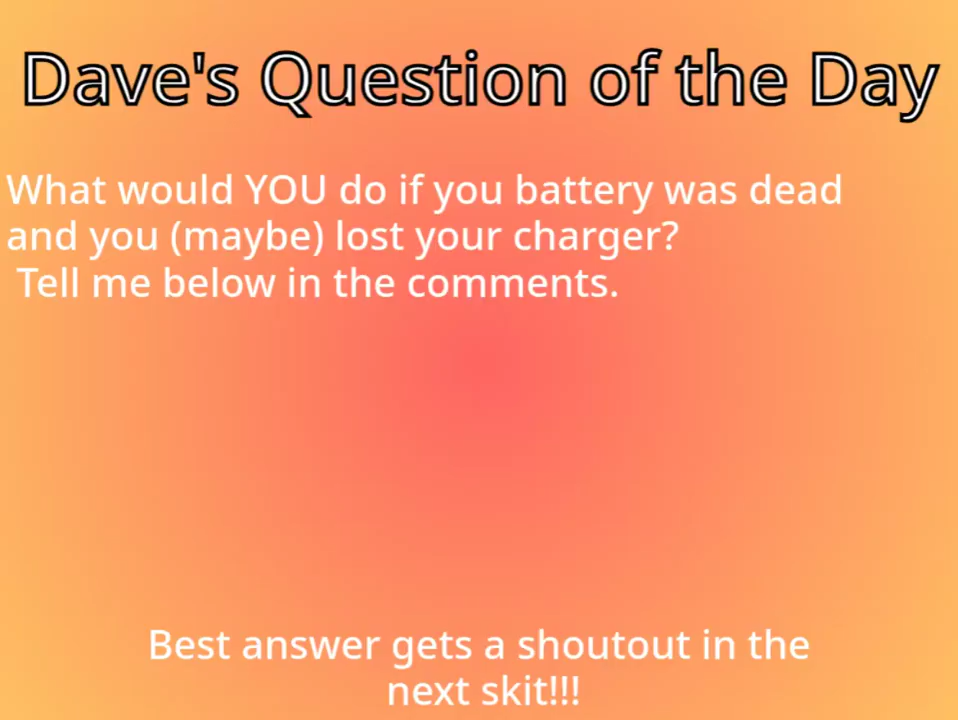 Dave's Question of the Day
What would YOU do if you battery was dead
and you (maybe) lost your charger?
Tell me below in the comments.
Best answer gets a shoutout in the
next skit!!!